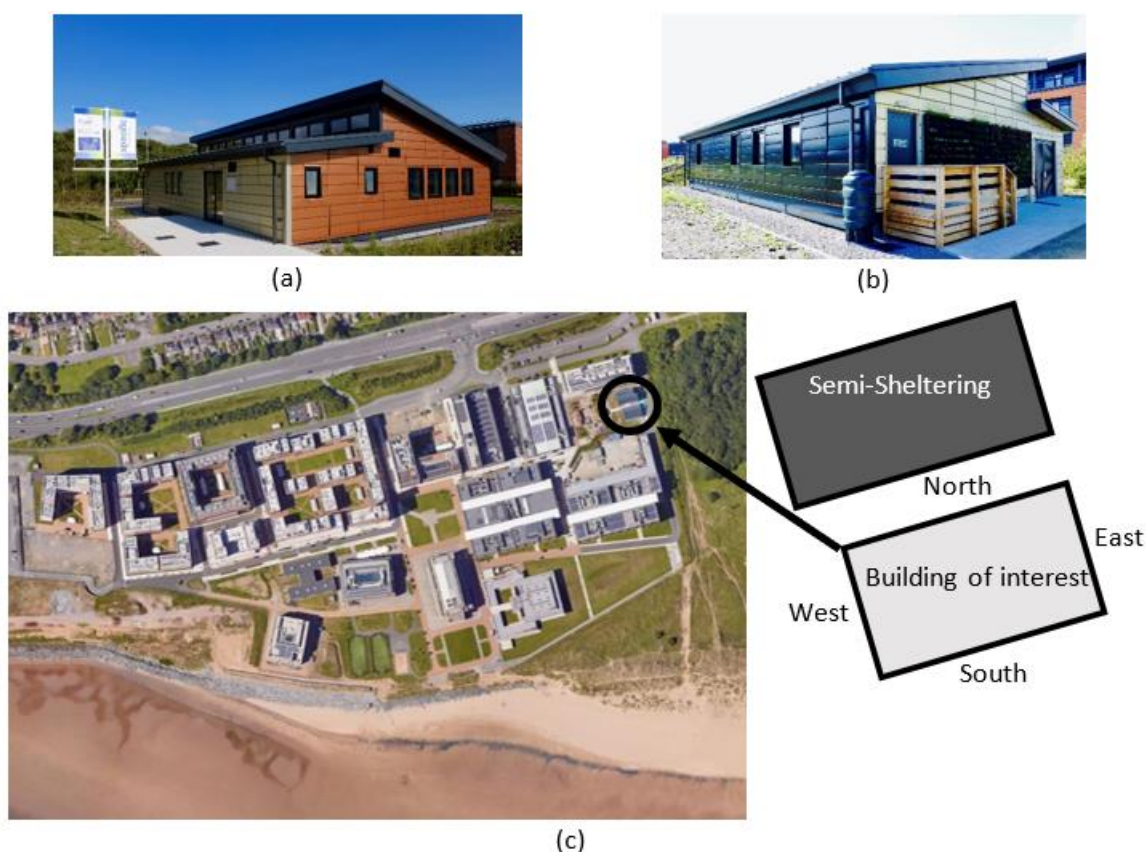 (a)
(b)
Semi-Sheltering
North
East
Building of interest
West
South
(c)